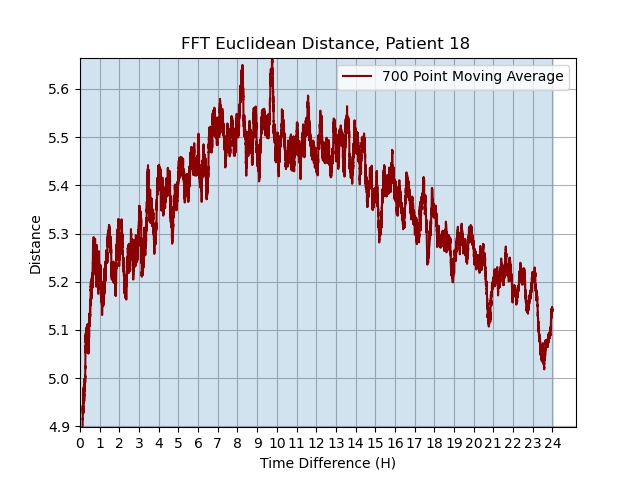 FFT Euclidean Distance, Patient 18
700 Point Moving Average
Distance
5.6
5.5
5.4
5.3
5.2
5.1
5.0
4.9
0 1 2 3 4 5 6 7 8 9 10 11 12 13 14 15 16 17 18 19 20 21 22 23 24
Time Difference (H)